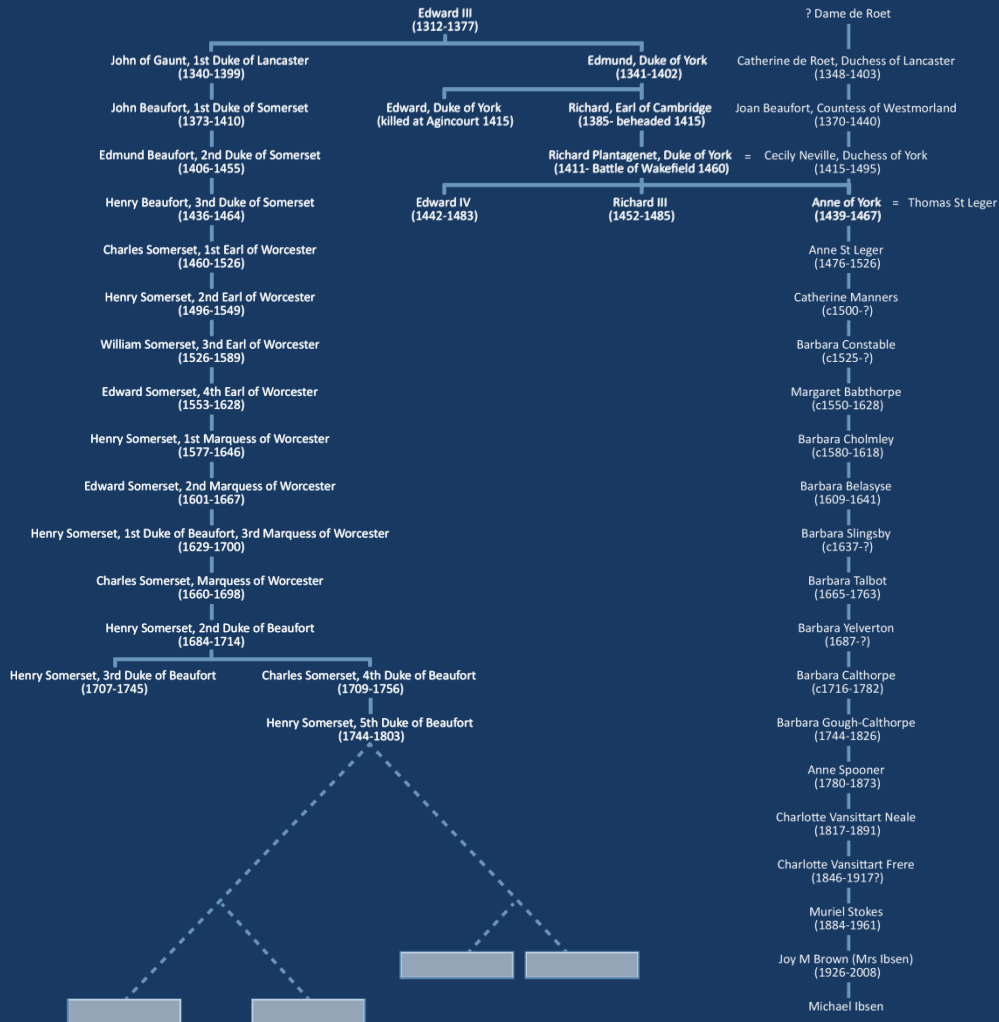 Edward III
(1312-1377)
? Dame de Roet
John of Gaunt, 1st Duke of Lancaster
(1340-1399)
Edmund, Duke of York
(1341-1402)
Catherine de Roet, Duchess of Lancaster
(1348-1403)
John Beaufort, 1st Duke of Somerset
(1373-1410)
Edward, Duke of York
(killed at Agincourt 1415)
Richard, Earl of Cambridge
(1385- beheaded 1415)
Joan Beaufort, Countess of Westmorland
(1370-1440)
Edmund Beaufort, 2nd Duke of Somerset
(1406-1455)
Richard Plantagenet, Duke of York = Cecily Neville, Duchess of York
(1411- Battle of Wakefield 1460)
(1415-1495)
Henry Beaufort, 3rd Duke of Somerset
(1436-1464)
Edward IV
(1442-1483)
Richard III
(1452-1485)
Anne of York = Thomas St Leger
(1439-1467)
Charles Somerset, 1st Earl of Worcester
(1460-1526)
Anne St Leger
(1476-1526)
Henry Somerset, 2nd Earl of Worcester
(1496-1549)
Catherine Manners
(c1500-?)
William Somerset, 3rd Earl of Worcester
(1526-1589)
Barbara Constable
(c1525-?)
Edward Somerset, 4th Earl of Worcester
(1553-1628)
Margaret Babthorpe
(c1550-1628)
Henry Somerset, 1st Marquess of Worcester
(1577-1646)
Barbara Cholmley
(c1580-1618)
Edward Somerset, 2nd Marquess of Worcester
(1601-1667)
Barbara Belasyse
(1609-1641)
Henry Somerset, 1st Duke of Beaufort, 3rd Marquess of Worcester
(1629-1700)
Barbara Slingsby
(c1637-?)
Charles Somerset, Marquess of Worcester
(1660-1698)
Barbara Talbot
(1665-1763)
Henry Somerset, 2nd Duke of Beaufort
(1684-1714)
Barbara Yelverton
(1687-?)
Henry Somerset, 3rd Duke of Beaufort
(1707-1745)
Charles Somerset, 4th Duke of Beaufort
(1709-1756)
Barbara Calthorpe
(c1716-1782)
Henry Somerset, 5th Duke of Beaufort
(1744-1803)
Barbara Gough-Calthorpe
(1744-1826)
Anne Spooner
(1780-1873)
Charlotte Vansittart Neale
(1817-1891)
Charlotte Vansittart Frere
(1846-1917?)
Muriel Stokes
(1884-1961)
Joy M Brown (Mrs Ibsen)
(1926-2008)
Michael Ibsen